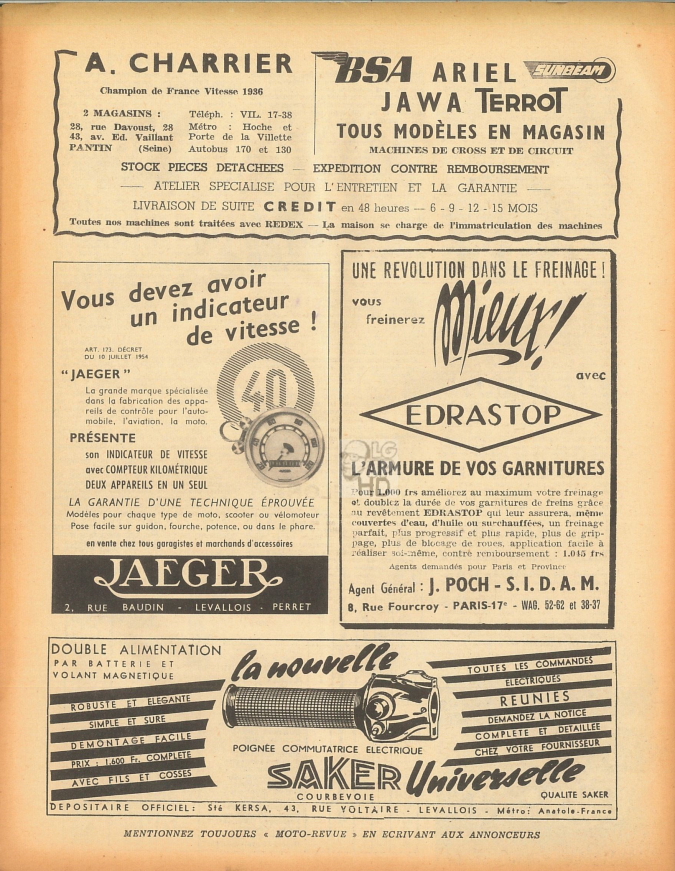 A. CHARRIER
Champion de France Vitesse 1936
2 MAGASINS :
28, rue Davoust, 28
43, av. Ed. Vaillant
PANTIN (Seine)
Téléph. : VIL. 17-38
Métro : Hoche et
Porte de la Villette
Autobus 170 et 130
BSA ARIEL SUNBEAM
JAWA TERROT
TOUS MODÈLES EN MAGASIN
MACHINES DE CROSS ET DE CIRCUIT
STOCK PIECES DETACHEES — EXPEDITION CONTRE REMBOURSEMENT
— ATELIER SPECIALISE POUR L'ENTRETIEN ET LA GARANTIE —
LIVRAISON DE SUITE CREDIT en 48 heures — 6 - 9 - 12 - 15 MOIS
Toutes nos machines sont traitées avec REDEX — La maison se charge de l'immatriculation des machines
Vous devez avoir
un indicateur
de vitesse !
ART. 173. DÉCRET
DU 10 JUILLET 1954
40
"JAEGER"
La grande marque spécialisée
dans la fabrication des appa-
reils de contrôle pour l'auto-
mobile, l'aviation, la moto.
PRÉSENTE
son INDICATEUR DE VITESSE
avec COMPTEUR KILOMÉTRIQUE
DEUX APPAREILS EN UN SEUL
LA GARANTIE D'UNE TECHNIQUE ÉPROUVÉE
Modèles pour chaque type de moto, scooter ou vélomoteur
Pose facile sur guidon, fourche, potence, ou dans le phare.
en vente chez tous garagistes et marchands d'accessoires
JAEGER
2, RUE BAUDIN - LEVALLOIS - PERRET
UNE REVOLUTION DANS LE FREINAGE !
vous
freinerez
Mieux!
avec
EDRASTOP
L'ARMURE DE VOS GARNITURES
Pour 1.000 frs améliorez au maximum votre freinage
et doublez la durée de vos garnitures de freins grâce
au revêtement EDRASTOP qui leur assurera, même
couvertes d'eau, d'huile ou surchauffées, un freinage
parfait, plus progressif et plus rapide, plus de grip-
page, plus de blocage de roues, application facile à
réaliser soi-même, contre remboursement : 1.045 frs
Agents demandés pour Paris et Province
Agent Général : J. POCH - S. I. D. A. M.
8, Rue Fourcroy - PARIS-17e - WAG. 52-62 et 38-37
LG
HD
DOUBLE ALIMENTATION
PAR BATTERIE ET
VOLANT MAGNETIQUE
ROBUSTE ET ELEGANTE
SIMPLE ET SURE
DEMONTAGE FACILE
PRIX : 1.600 Fr. COMPLETE
AVEC FILS ET COSSES
la nouvelle
TOUTES LES COMMANDES
ELECTRIQUES
REUNIES
DEMANDEZ LA NOTICE
COMPLETE ET DETAILLEE
CHEZ VOTRE FOURNISSEUR
POIGNÉE COMMUTATRICE ELECTRIQUE
SAKER Universelle
COURBEVOIE
QUALITE SAKER
DEPOSITAIRE OFFICIEL: Sté KERSA, 43, RUE VOLTAIRE - LEVALLOIS - Métro: Anatole-France
MENTIONNEZ TOUJOURS « MOTO-REVUE » EN ECRIVANT AUX ANNONCEURS